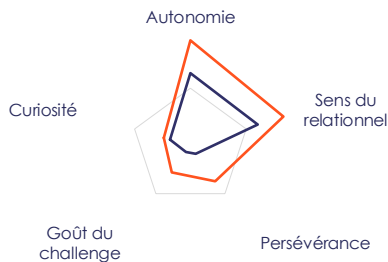 Autonomie
Sens du
relationnel
Persévérance
Goût du
challenge
Curiosité